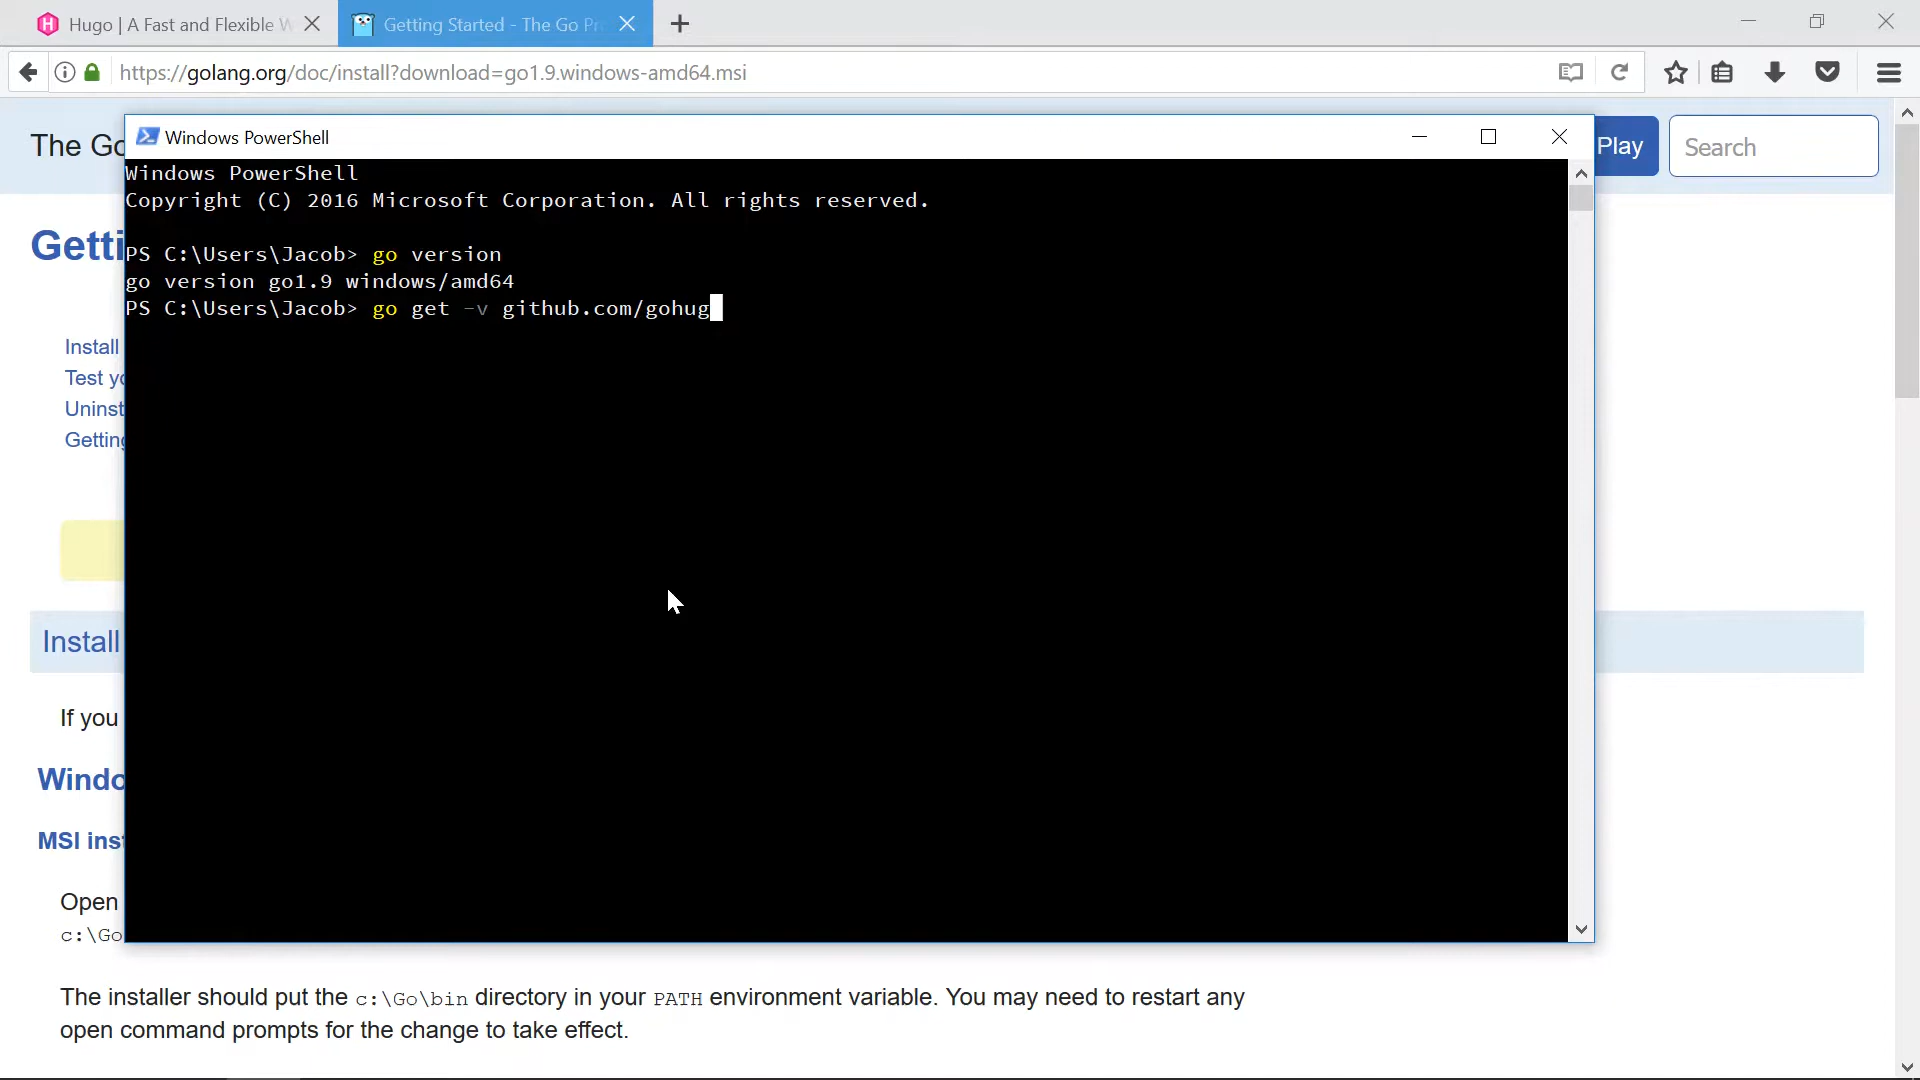 Hugo | A Fast and Flexible W
Getting Started - The Go Pr
https://golang.org/doc/install?download=go1.9.windows-amd64.msi
The Go
Windows PowerShell
Play
Search
Windows PowerShell
Copyright (C) 2016 Microsoft Corporation. All rights reserved.
Getti
PS C:\Users\Jacob> go version
go version go1.9 windows/amd64
PS C:\Users\Jacob> go get -v github.com/gohug
Install
Test yo
Uninst
Getting
Install
If you
Windo
MSI inst
Open
c:\Go
The installer should put the c:\Go\bin directory in your PATH environment variable. You may need to restart any
open command prompts for the change to take effect.